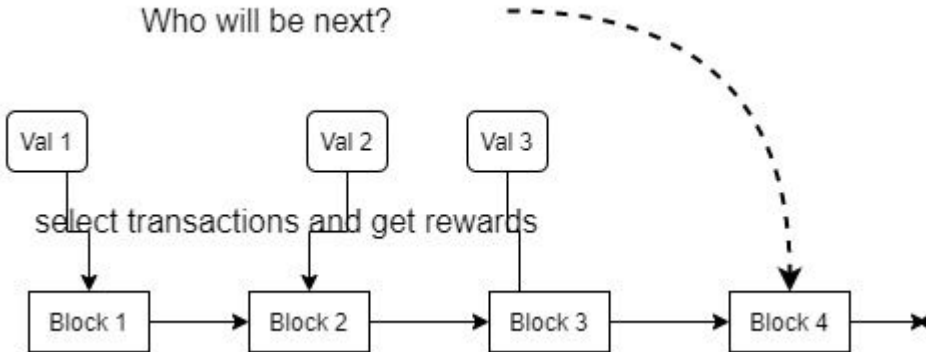 Who will be next?
Val 1
Val 2
Val 3
select transactions and get rewards
Block 1
Block 2
Block 3
Block 4